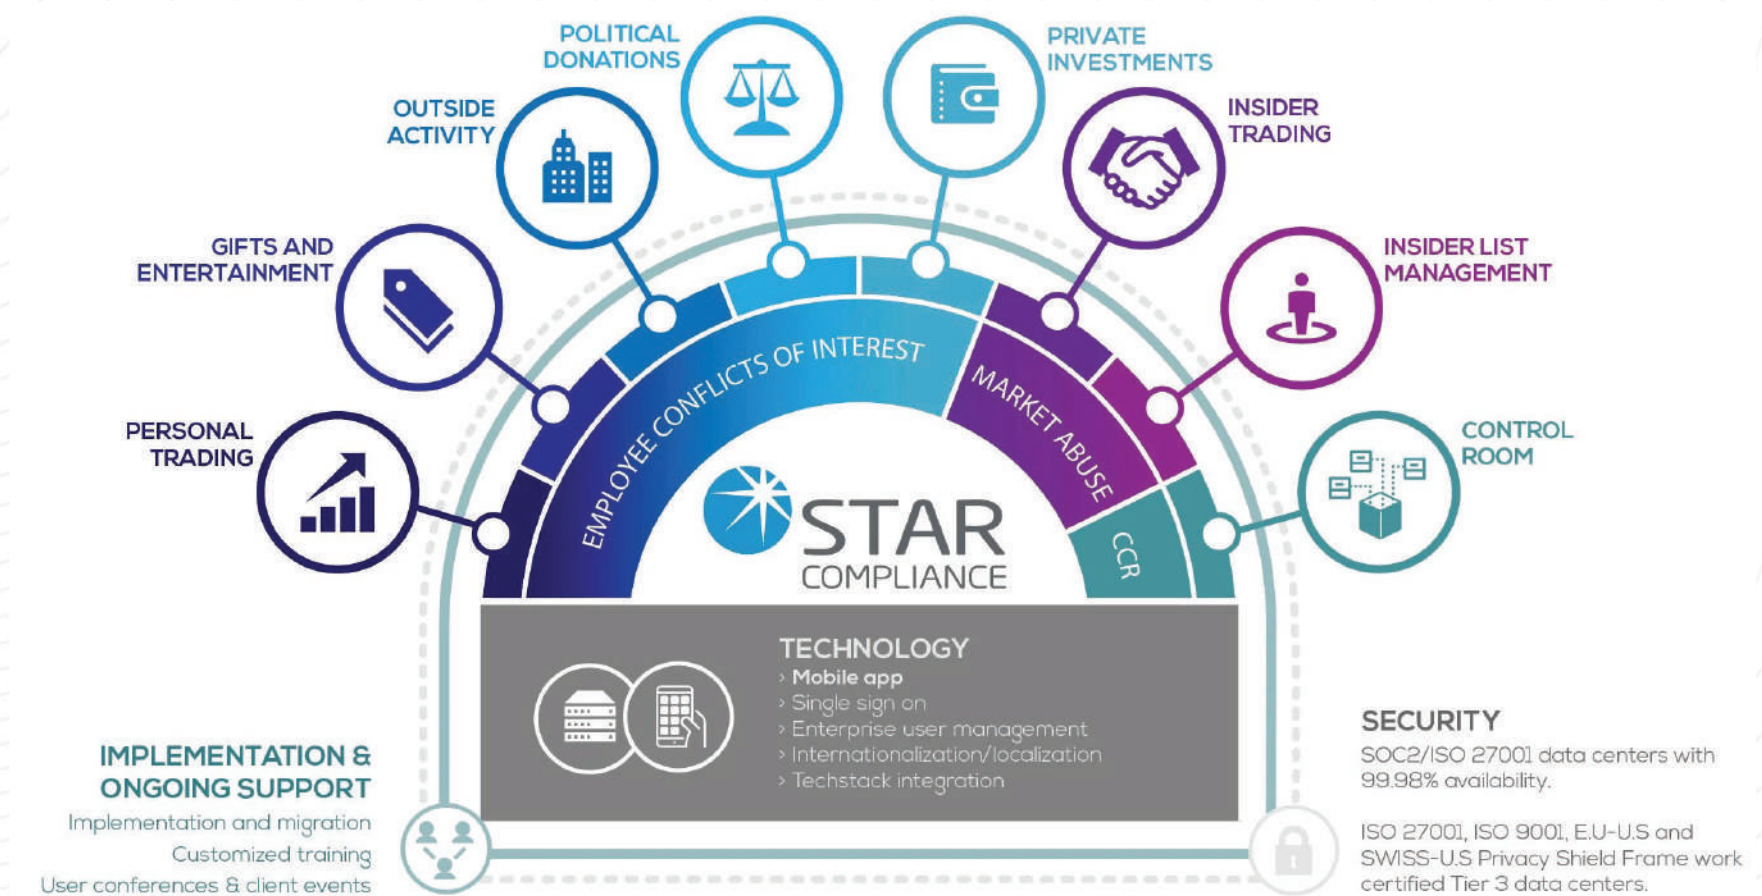 POLITICAL
DONATIONS
PRIVATE
INVESTMENTS
OUTSIDE
ACTIVITY
INSIDER
TRADING
GIFTS AND
ENTERTAINMENT
INSIDER LIST
MANAGEMENT
PERSONAL
TRADING
CONTROL
ROOM
EMPLOYEE CONFLICTS OF INTEREST
MARKET ABUSE
CCR
STAR
COMPLIANCE
TECHNOLOGY
› Mobile app
› Single sign on
› Enterprise user management
› Internationalization/localization
› Techstack integration
IMPLEMENTATION &
ONGOING SUPPORT
Implementation and migration
Customized training
User conferences & client events
SECURITY
SOC2/ISO 27001 data centers with
99.98% availability.
ISO 27001, ISO 9001, E.U-U.S and
SWISS-U.S Privacy Shield Frame work
certified Tier 3 data centers.